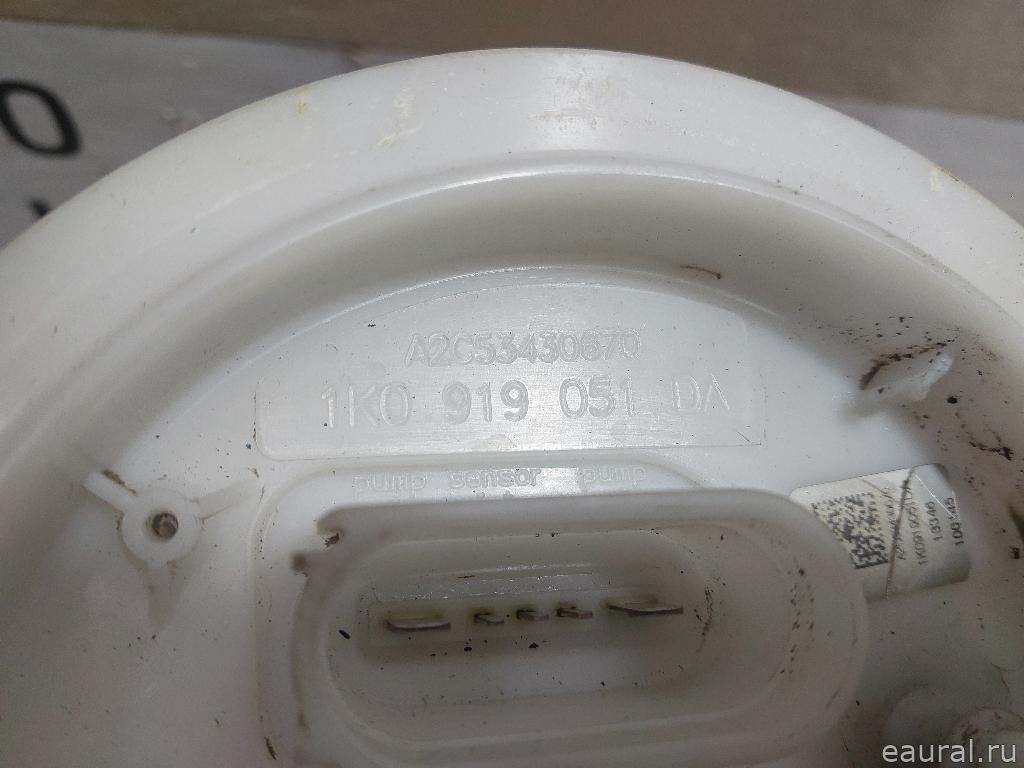 A2C53430670
1K0 919 051 DA
pump sensor pump
eaural.ru